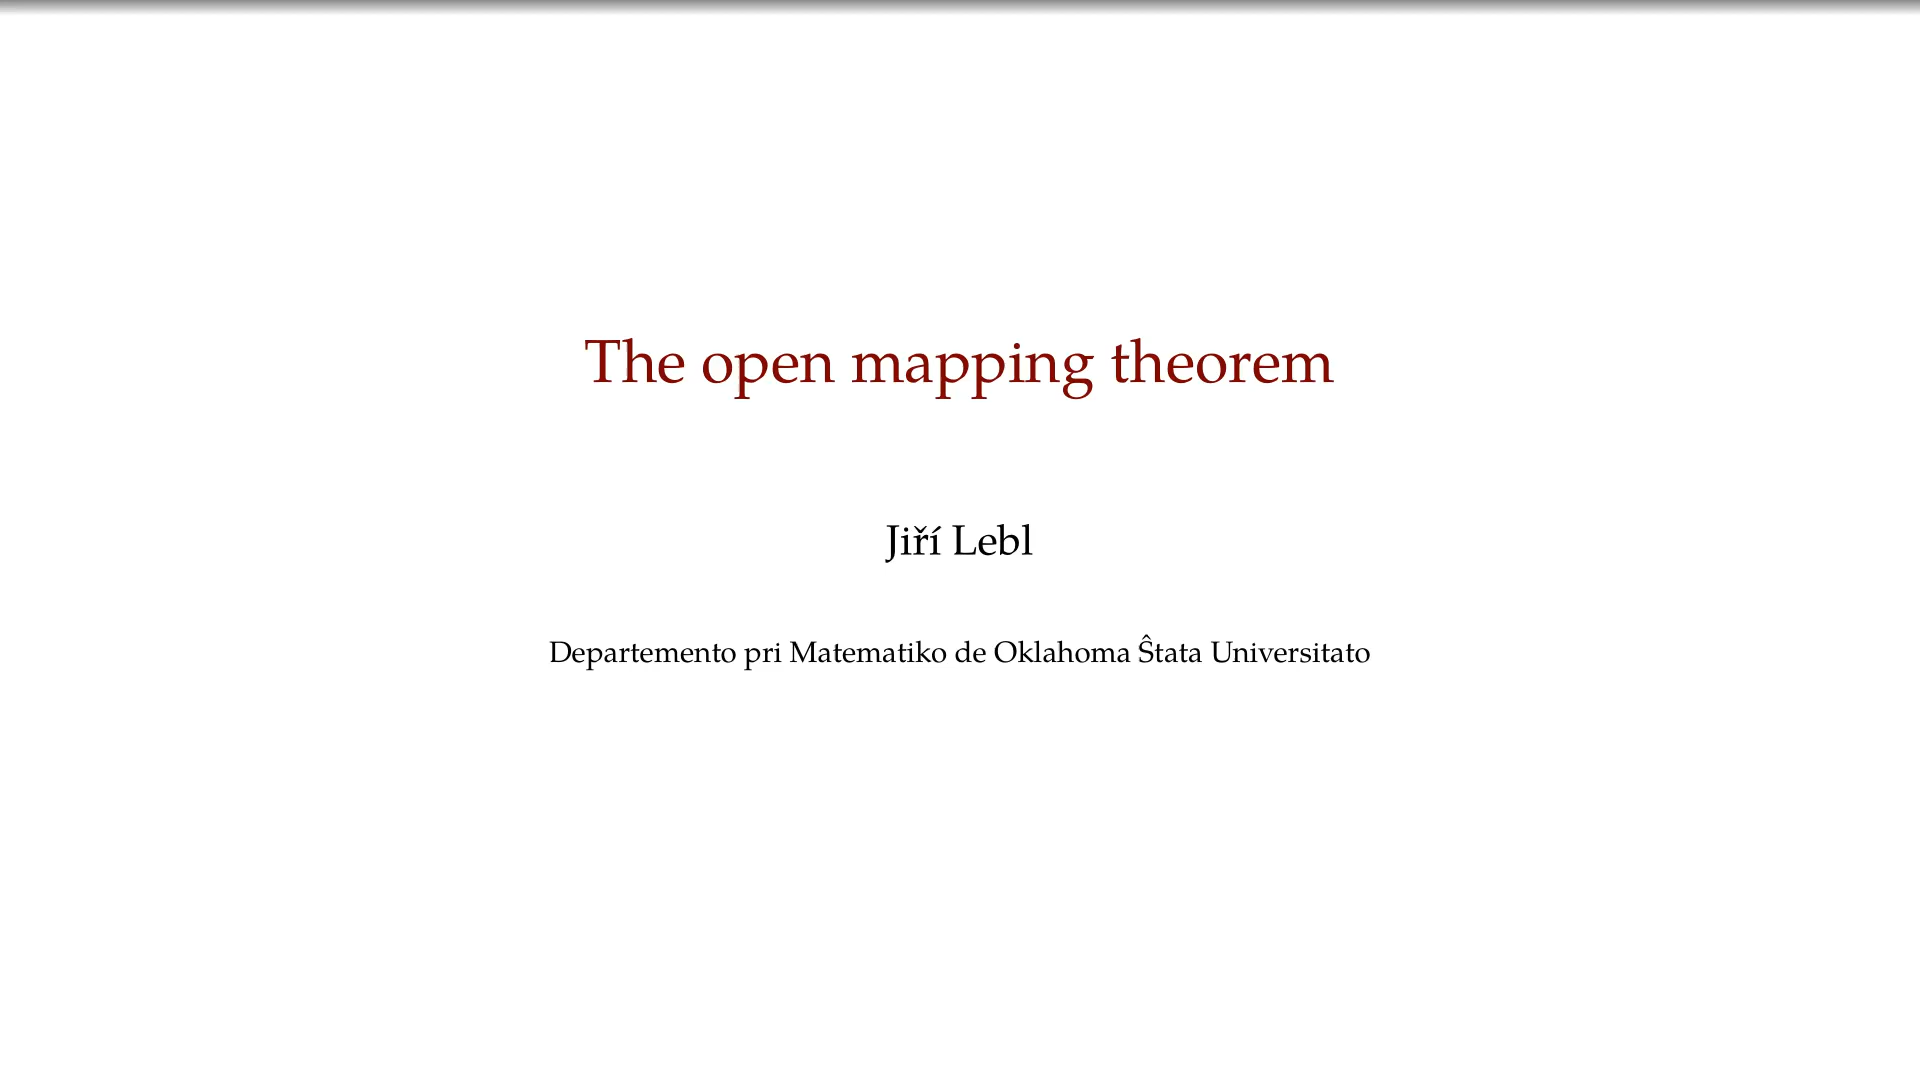 The open mapping theorem
Jiří Lebl
Departemento pri Matematiko de Oklahoma Ŝtata Universitato